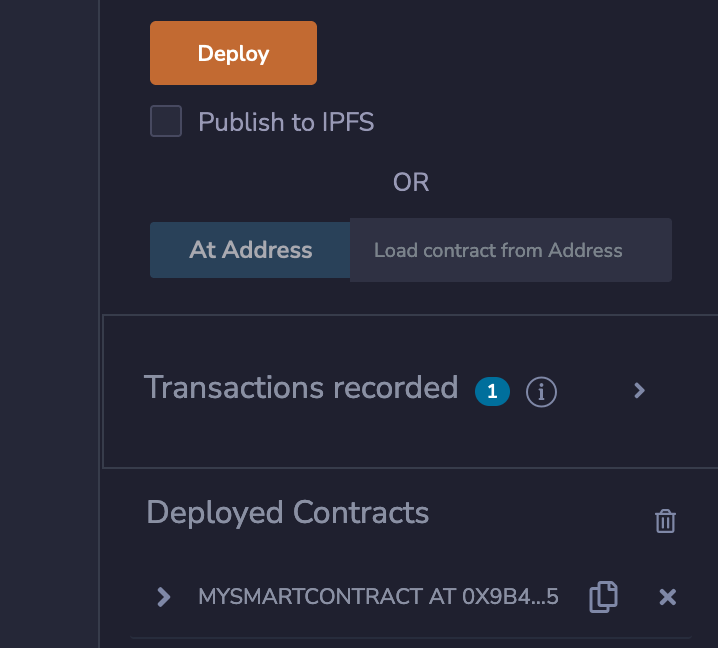 Deploy
Publish to IPFS
OR
At Address Load contract from Address
Transactions recorded 1 i
Deployed Contracts
MYSMARTCONTRACT AT 0X9B4...5